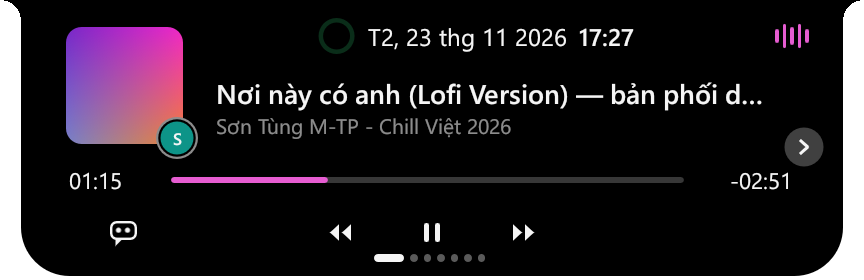 T2, 23 thg 11 2026 17:27
Nơi này có anh (Lofi Version) — bản phối d...
Sơn Tùng M-TP - Chill Việt 2026
S
01:15
-02:51